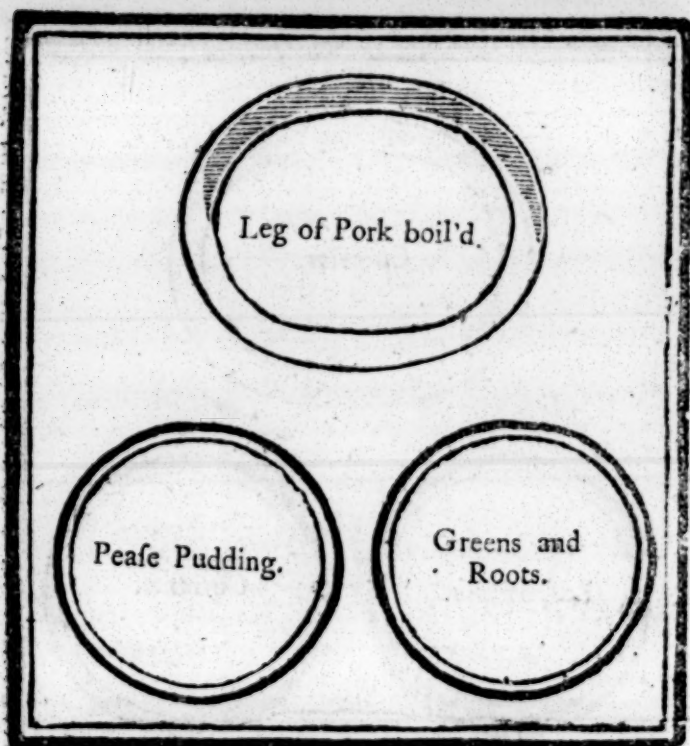 Leg of Pork boil'd.
Peaſe Pudding.
Greens and
Roots.